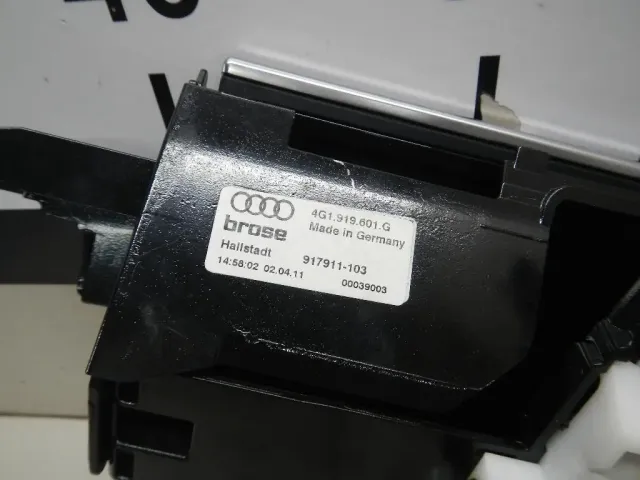 4G1.919.601.G
brose
Made in Germany
Hallstadt 917911-103
14:58:02 02.04.11 00039003